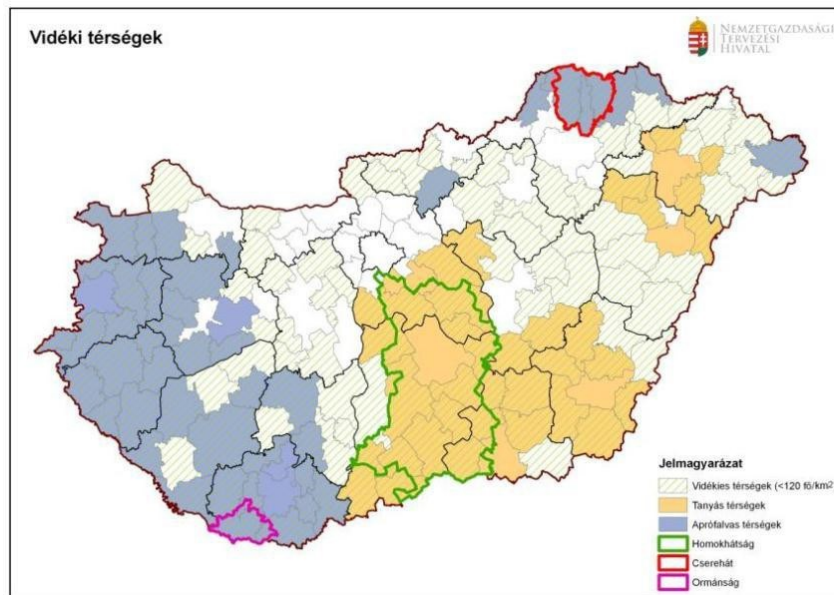 Vidéki térségek
NEMZETGAZDASÁGI
TERVEZÉSI
HIVATAL
Jelmagyarázat
Vidékies térségek (<120 fő/km2)
Tanyás térségek
Aprófalvas térségek
Homokhátság
Cserehát
Ormánság